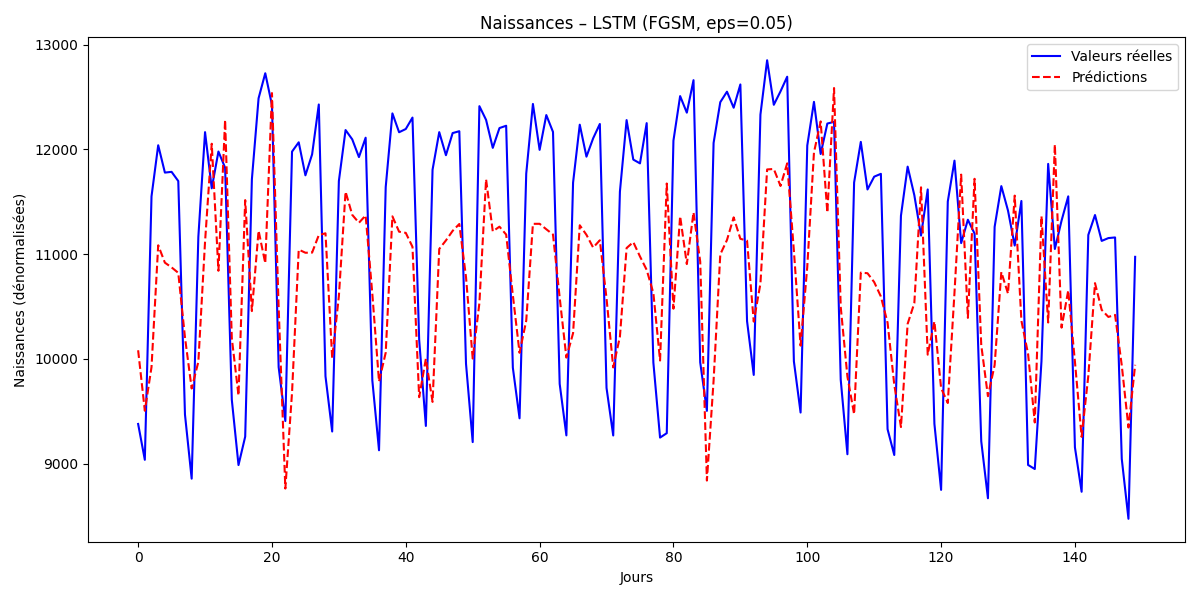 Naissances – LSTM (FGSM, eps=0.05)
Valeurs réelles
Prédictions
Naissances (dénormalisées)
13000
12000
11000
10000
9000
0 20 40 60 80 100 120 140
Jours